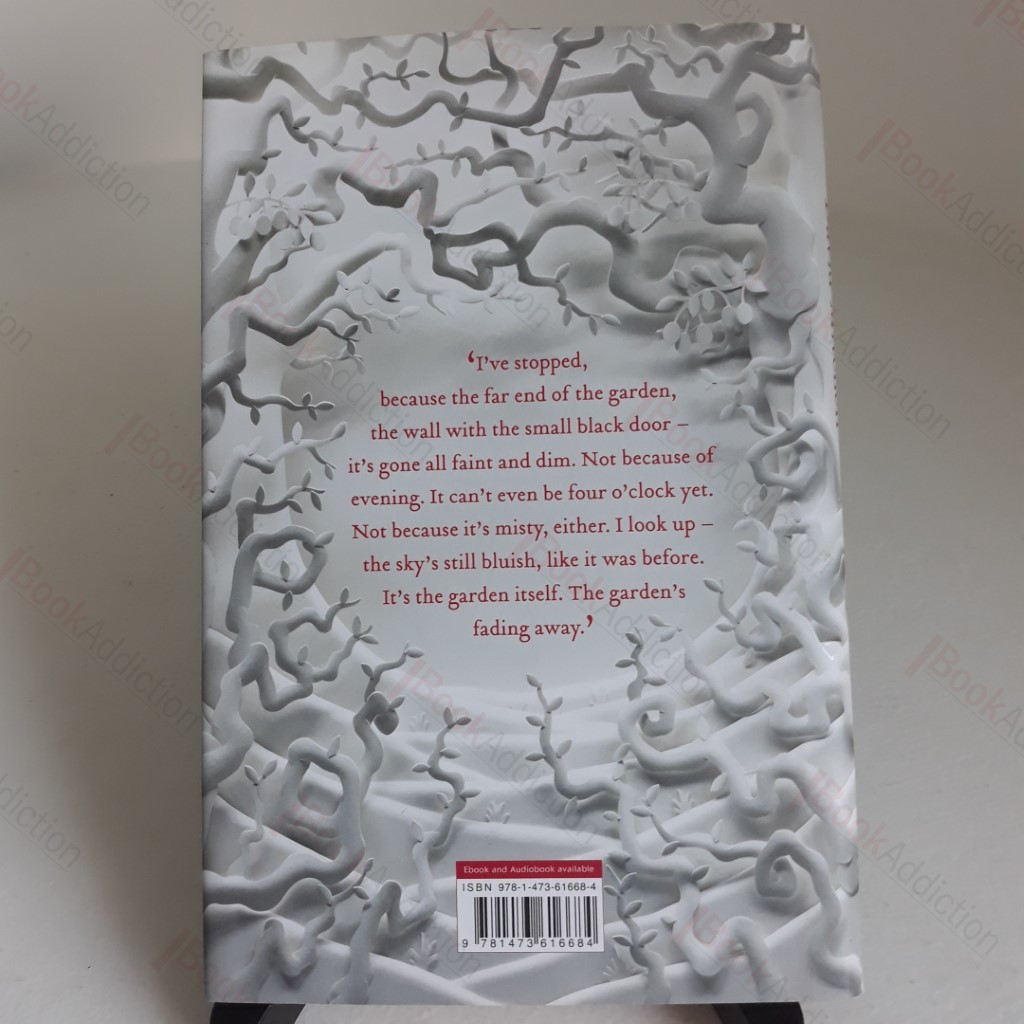 ‘I’ve stopped,
because the far end of the garden,
the wall with the small black door –
it’s gone all faint and dim. Not because of
evening. It can’t even be four o’clock yet.
Not because it’s misty, either. I look up –
the sky’s still bluish, like it was before.
It’s the garden itself. The garden’s
fading away.’
Ebook and Audiobook available
ISBN 978-1-473-61668-4
9 781473 616684
BookAddiction